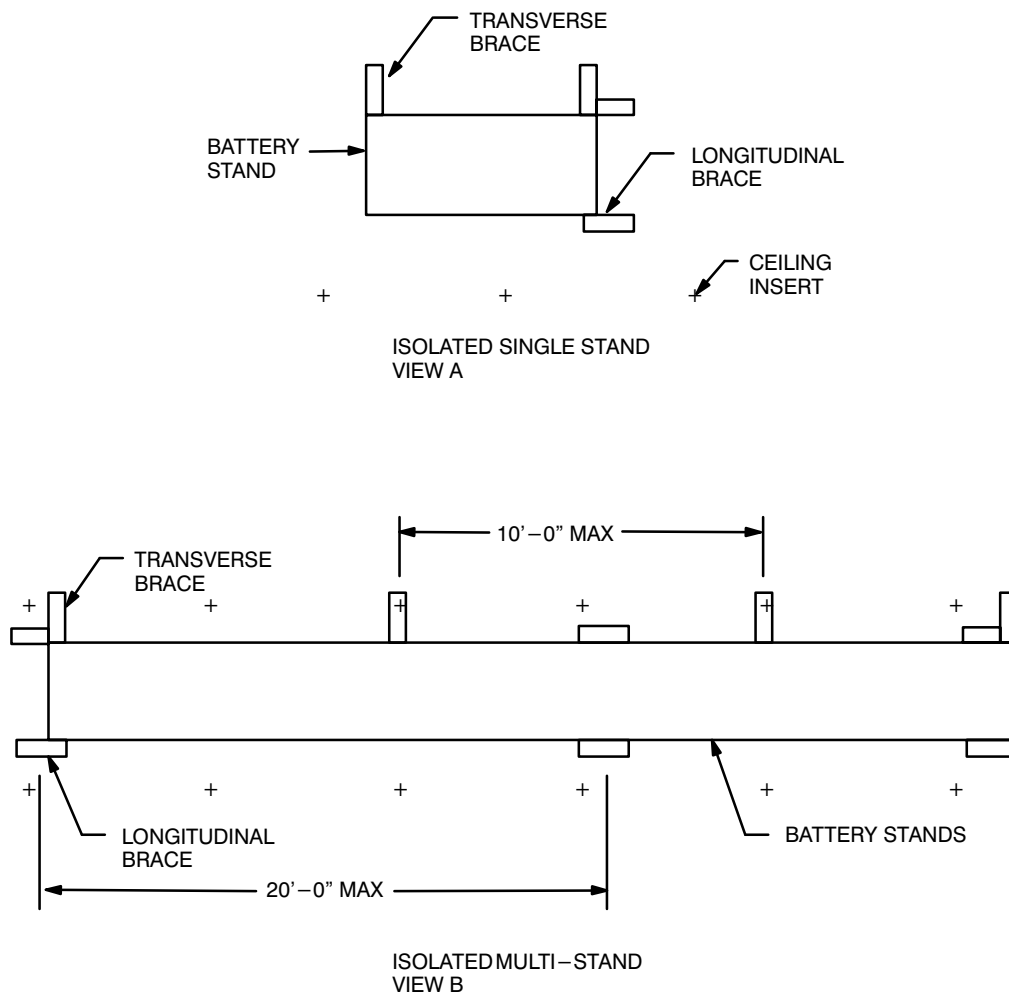 TRANSVERSE
BRACE
BATTERY
STAND
LONGITUDINAL
BRACE
CEILING
INSERT
ISOLATED SINGLE STAND
VIEW A
10’–0” MAX
TRANSVERSE
BRACE
LONGITUDINAL
BRACE
BATTERY STANDS
20’–0” MAX
ISOLATED MULTI–STAND
VIEW B